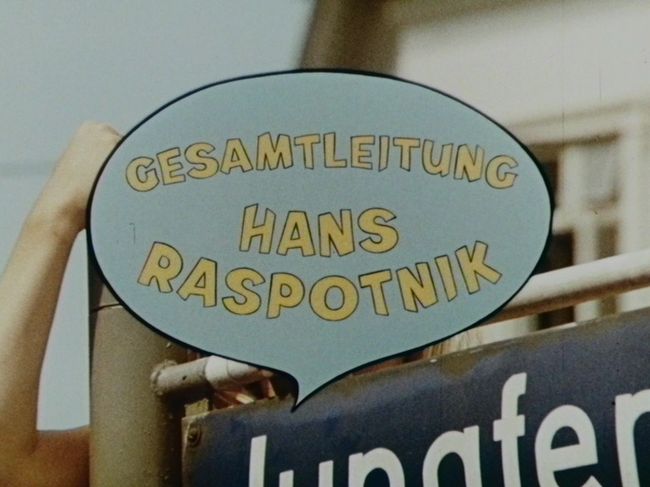 GESAMTLEITUNG
HANS
RASPOTNIK
Jungfer